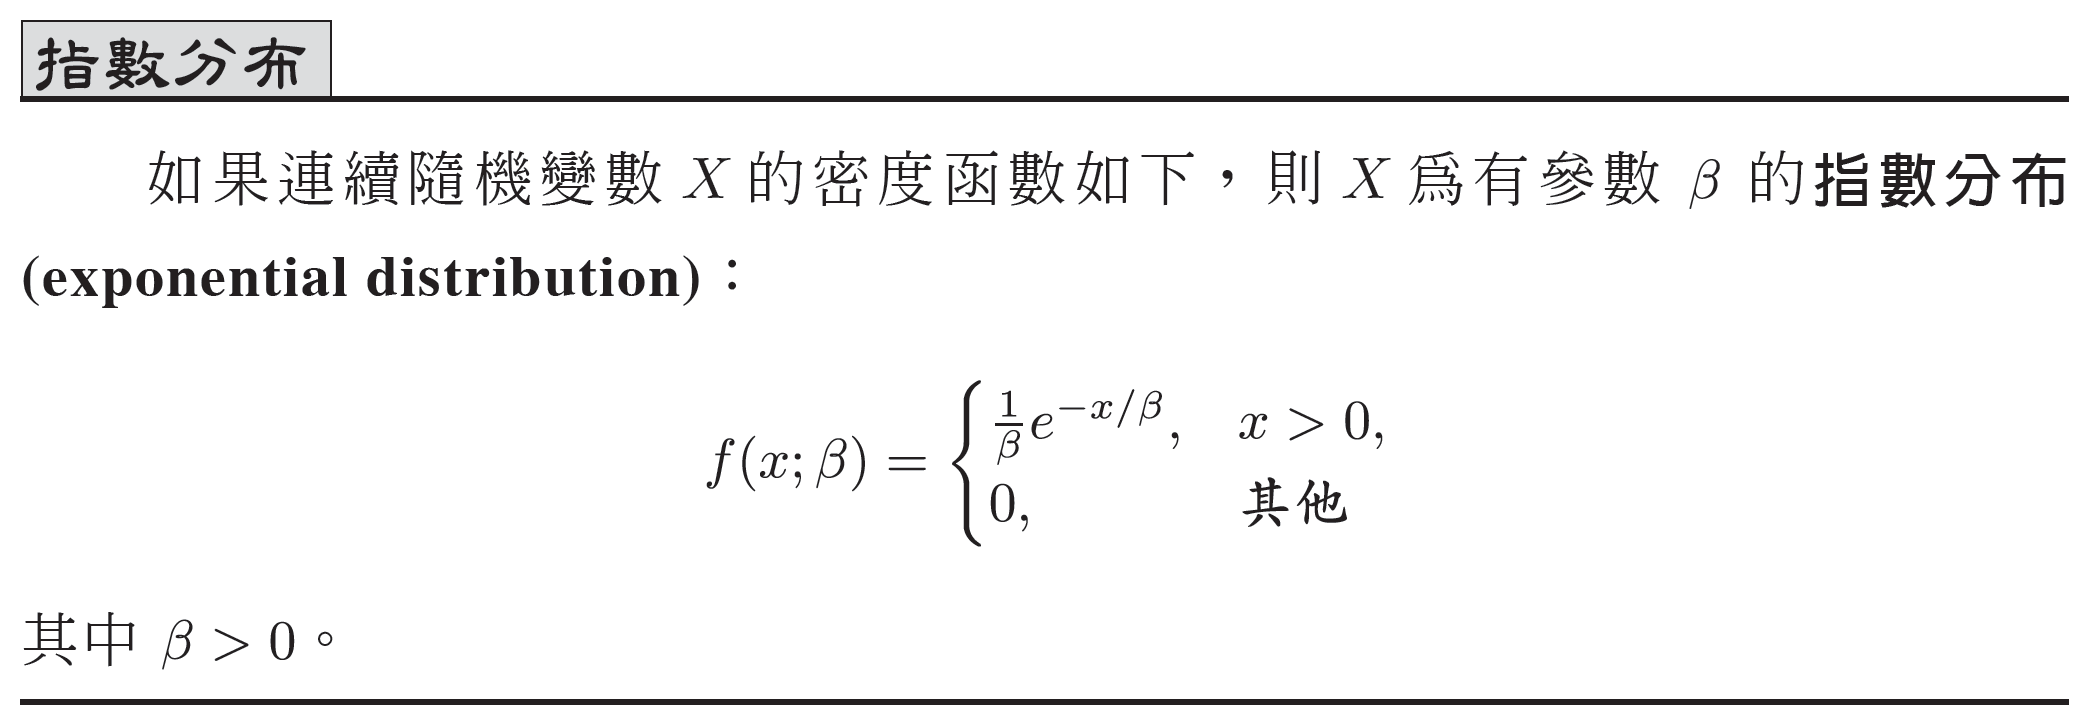 指數分布
如果連續隨機變數 X 的密度函數如下，則 X 爲有參數 β 的指數分布
(exponential distribution)：
f(x; β) = { 1/β e^{-x/β}, x > 0,
0, 其他
其中 β > 0。